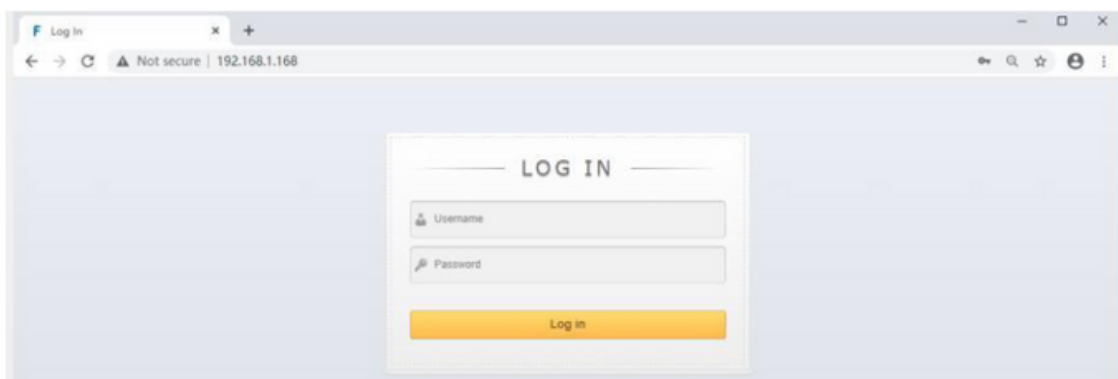 F Log In
Not secure | 192.168.1.168
LOG IN
Username
Password
Log in